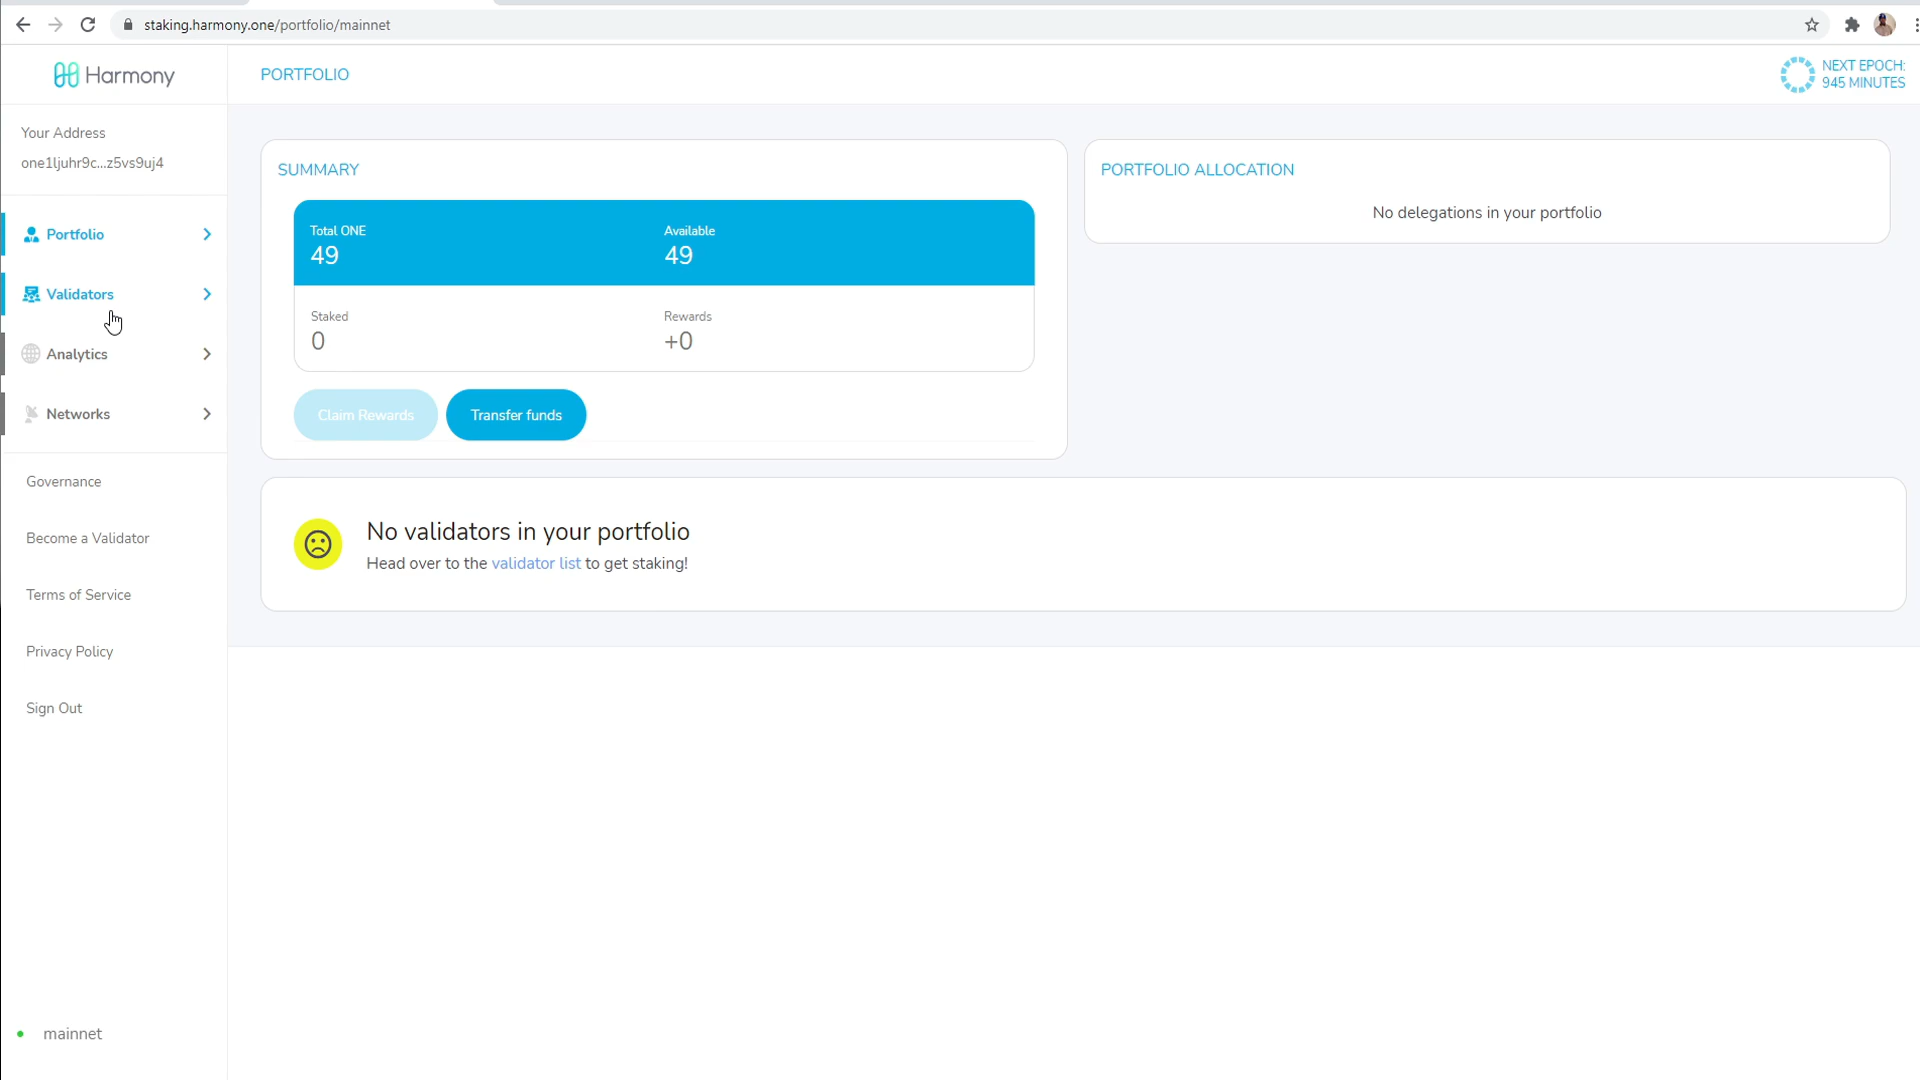 staking.harmony.one/portfolio/mainnet
Harmony
PORTFOLIO
NEXT EPOCH:
945 MINUTES
Your Address
one1ljuhr9c...z5vs9uj4
Portfolio
Validators
Analytics
Networks
Governance
Become a Validator
Terms of Service
Privacy Policy
Sign Out
mainnet
SUMMARY
Total ONE
49
Available
49
Staked
0
Rewards
+0
Claim Rewards
Transfer funds
PORTFOLIO ALLOCATION
No delegations in your portfolio
No validators in your portfolio
Head over to the validator list to get staking!